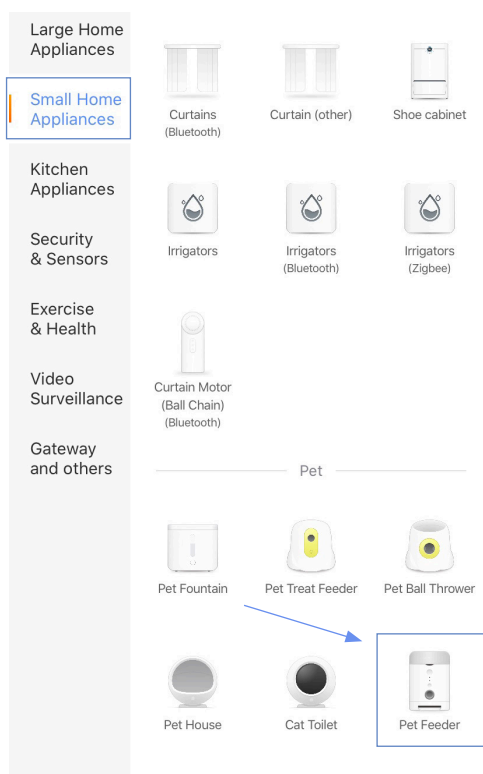 Large Home
Appliances
Small Home
Appliances
Kitchen
Appliances
Security
& Sensors
Exercise
& Health
Video
Surveillance
Gateway
and others
Curtains
(Bluetooth)
Curtain (other)
Shoe cabinet
Irrigators
Irrigators
(Bluetooth)
Irrigators
(Zigbee)
Curtain Motor
(Ball Chain)
(Bluetooth)
Pet
Pet Fountain
Pet Treat Feeder
Pet Ball Thrower
Pet House
Cat Toilet
Pet Feeder